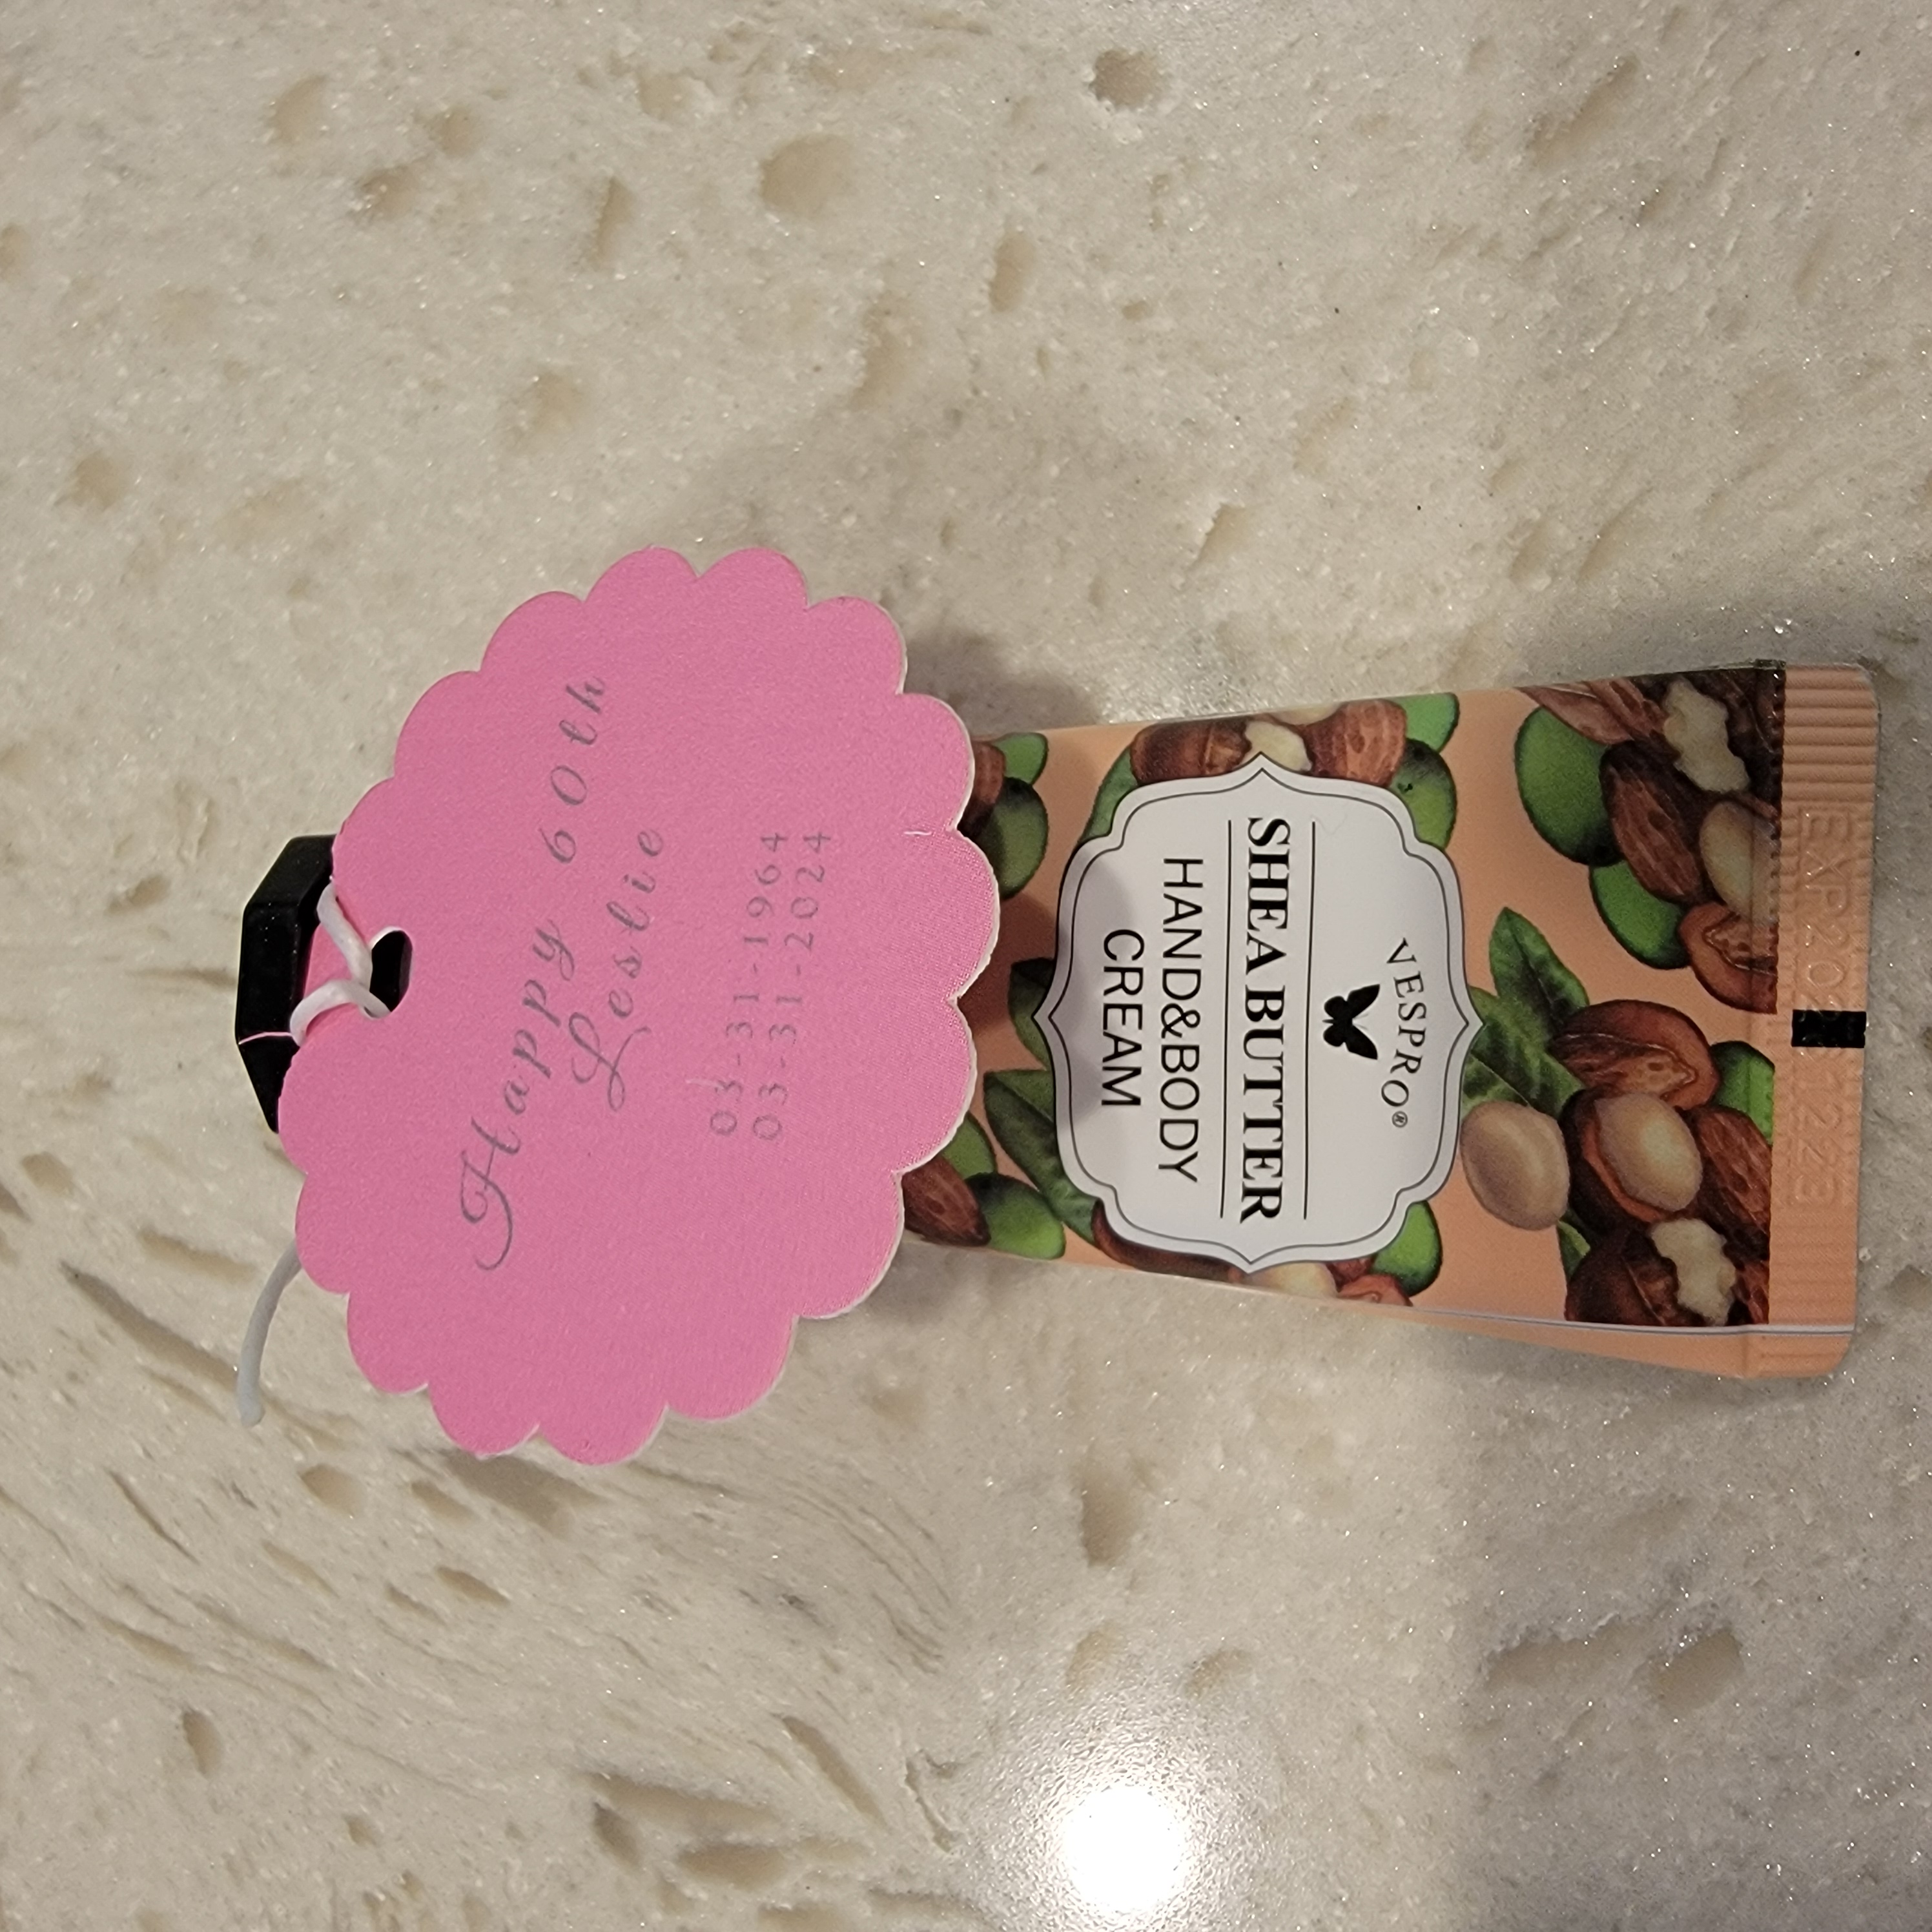 Happy 60th
Leslie
03-31-1964
03-31-2024
VESPRO®
SHEA BUTTER
HAND&BODY
CREAM